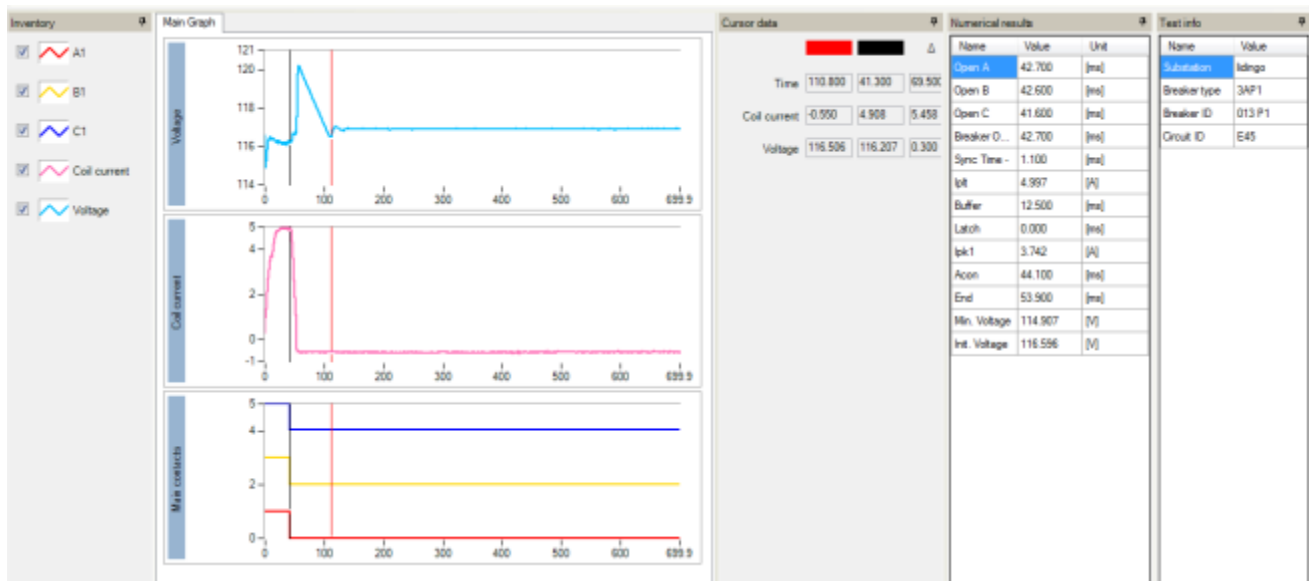 Inventory
A1
B1
C1
Coil current
Voltage
Main Graph
Voltage
121
120
118
116
114
0 100 200 300 400 500 600 699.9
Coil current
5
4
2
0
-1
0 100 200 300 400 500 600 699.9
Main contacts
5
4
2
0
0 100 200 300 400 500 600 699.9
Cursor data
Δ
Time 110.800 41.300 69.500
Coil current -0.550 4.908 5.458
Voltage 116.506 116.207 0.300
Numerical results
Name Value Unit
Open A 42.700 [ms]
Open B 42.600 [ms]
Open C 41.600 [ms]
Breaker O... 42.700 [ms]
Sync Time - 1.100 [ms]
Iplt 4.997 [A]
Buffer 12.500 [ms]
Latch 0.000 [ms]
Ipk1 3.742 [A]
Acon 44.100 [ms]
End 53.900 [ms]
Min. Voltage 114.907 [V]
Init. Voltage 116.596 [V]
Test info
Name Value
Substation lidingo
Breaker type 3AP1
Breaker ID 013 P1
Circuit ID E45